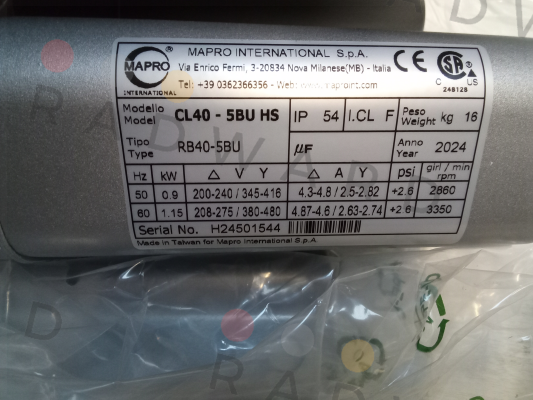 MAPRO
INTERNATIONAL
MAPRO INTERNATIONAL S.p.A.
Via Enrico Fermi, 3-20834 Nova Milanese(MB) - Italia
Tel: +39 0362366356 - Web: www.maproint.com
CE
C US
248128
Modello Model CL40 - 5BU HS IP 54 I.CL F Peso Weight kg 16
Tipo Type RB40-5BU µF Anno Year 2024
Hz kW △ Y △ A Y psi giri / min rpm
50 0.9 200-240 / 345-416 4.3-4.8 / 2.5-2.82 +2.6 2860
60 1.15 208-275 / 380-480 4.87-4.6 / 2.63-2.74 +2.6 3350
Serial No. H24501544
Made in Taiwan for Mapro International S.p.A
RADWAR
RADWAR